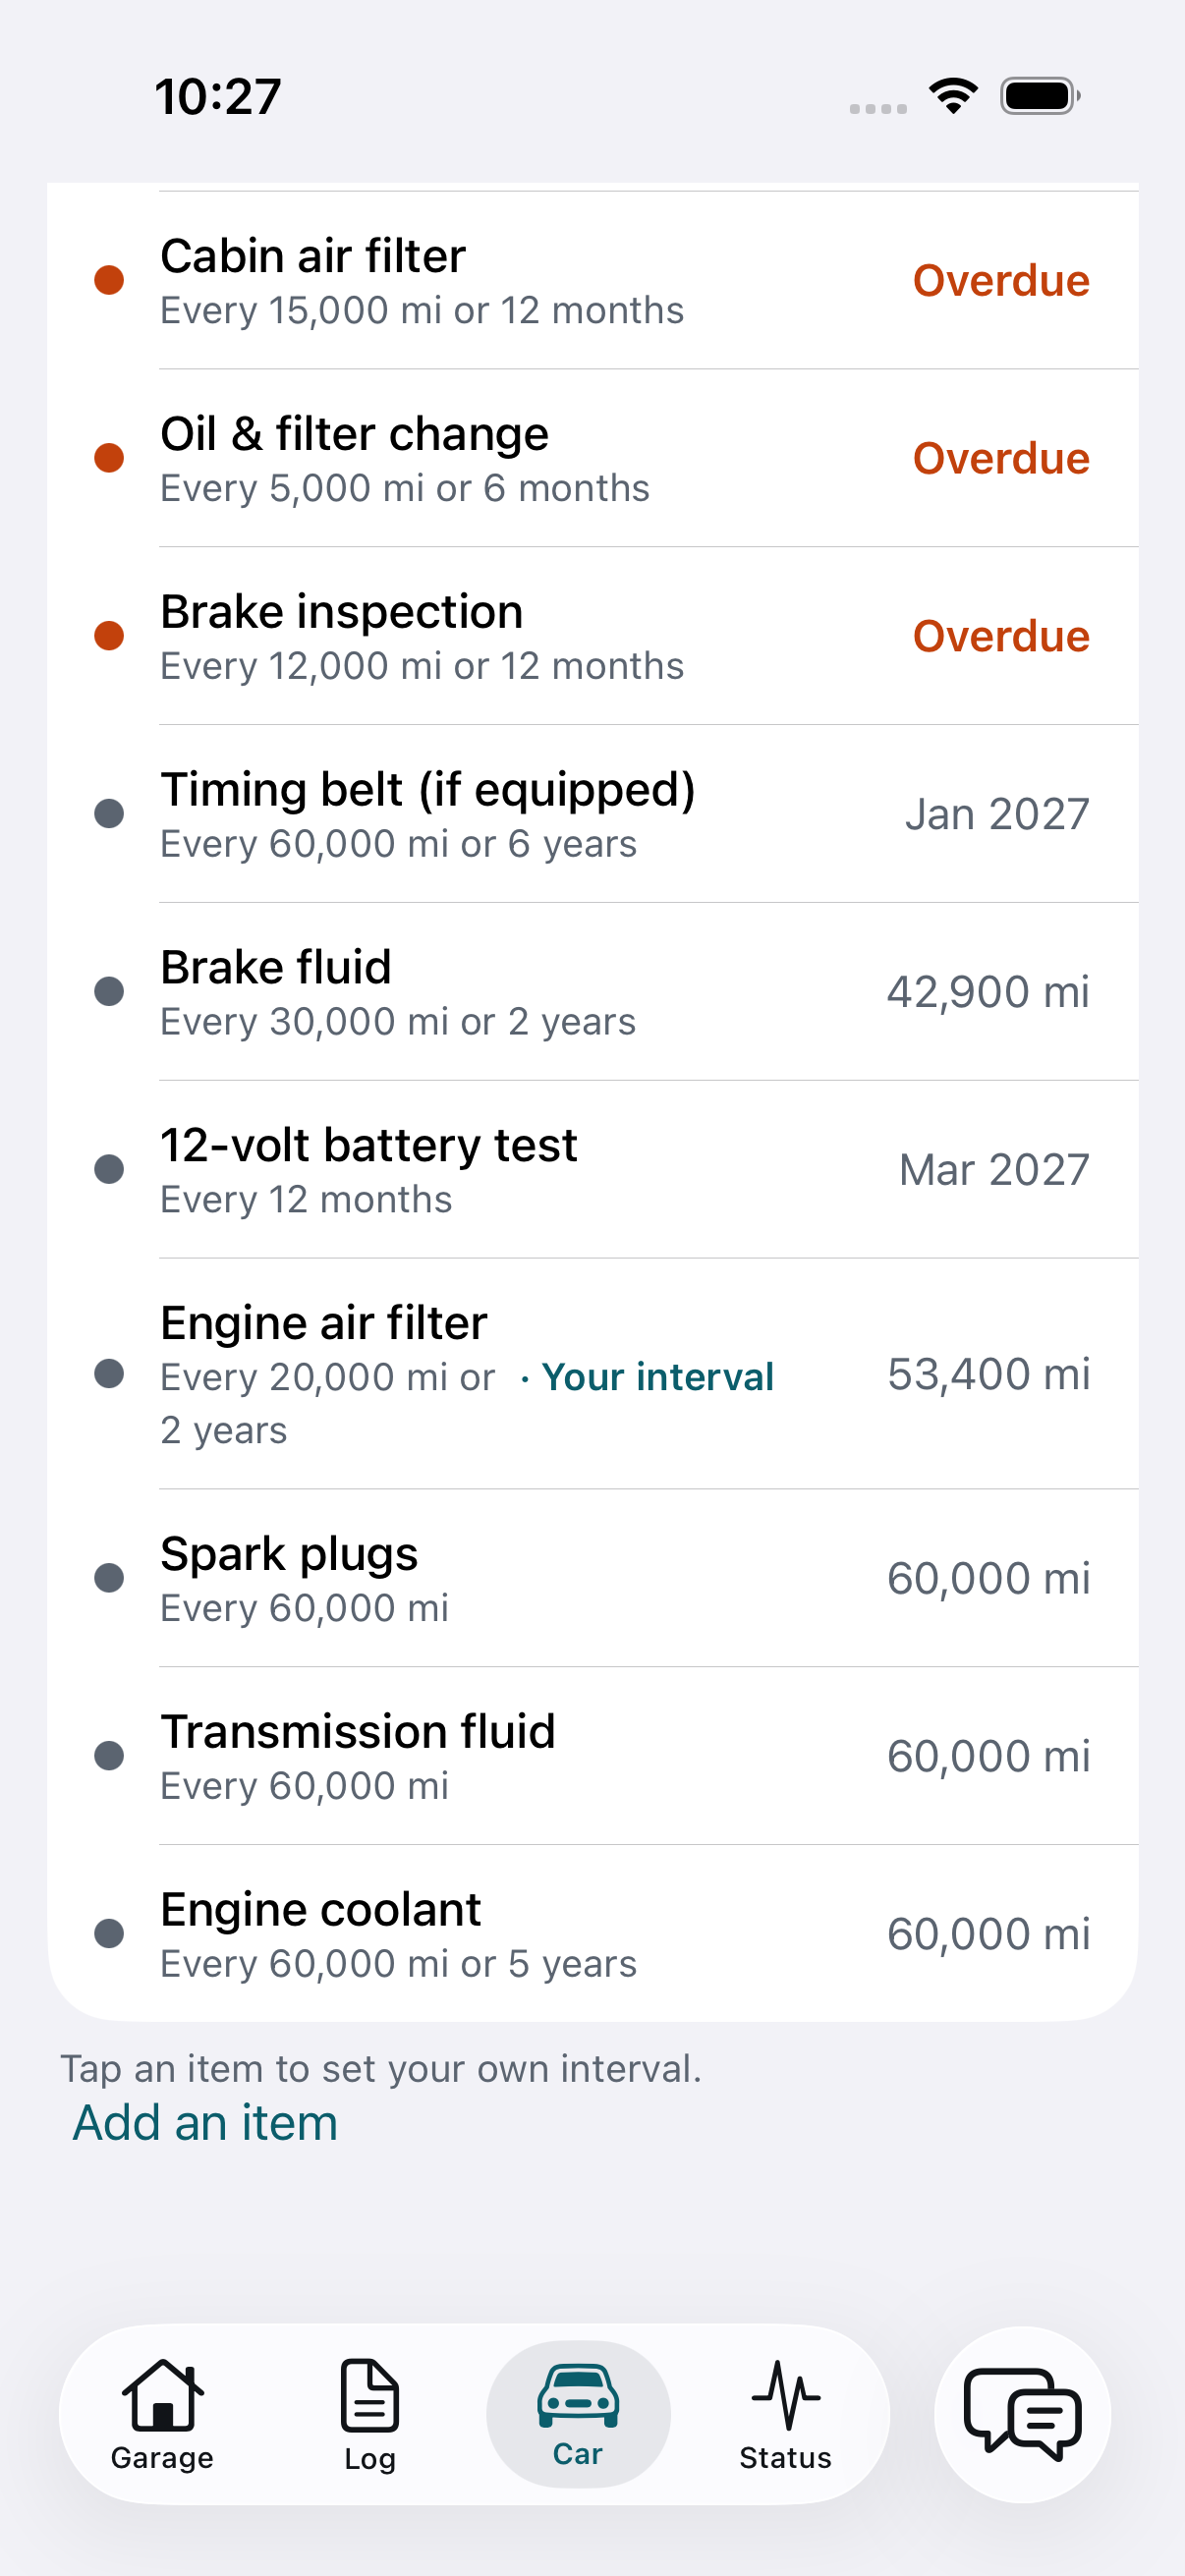 10:27
Cabin air filter
Every 15,000 mi or 12 months
Overdue
Oil & filter change
Every 5,000 mi or 6 months
Overdue
Brake inspection
Every 12,000 mi or 12 months
Overdue
Timing belt (if equipped)
Every 60,000 mi or 6 years
Jan 2027
Brake fluid
Every 30,000 mi or 2 years
42,900 mi
12-volt battery test
Every 12 months
Mar 2027
Engine air filter
Every 20,000 mi or · Your interval
2 years
53,400 mi
Spark plugs
Every 60,000 mi
60,000 mi
Transmission fluid
Every 60,000 mi
60,000 mi
Engine coolant
Every 60,000 mi or 5 years
60,000 mi
Tap an item to set your own interval.
Add an item
Garage
Log
Car
Status